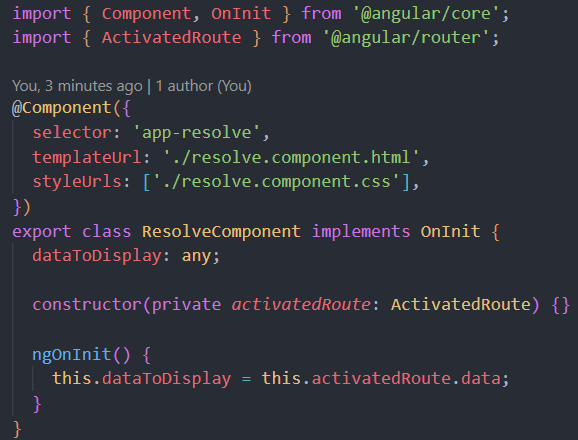 import { Component, OnInit } from '@angular/core';
import { ActivatedRoute } from '@angular/router';
You, 3 minutes ago | 1 author (You)
@Component({
  selector: 'app-resolve',
  templateUrl: './resolve.component.html',
  styleUrls: ['./resolve.component.css'],
})
export class ResolveComponent implements OnInit {
  dataToDisplay: any;
  constructor(private activatedRoute: ActivatedRoute) {}
  ngOnInit() {
    this.dataToDisplay = this.activatedRoute.data;
  }
}